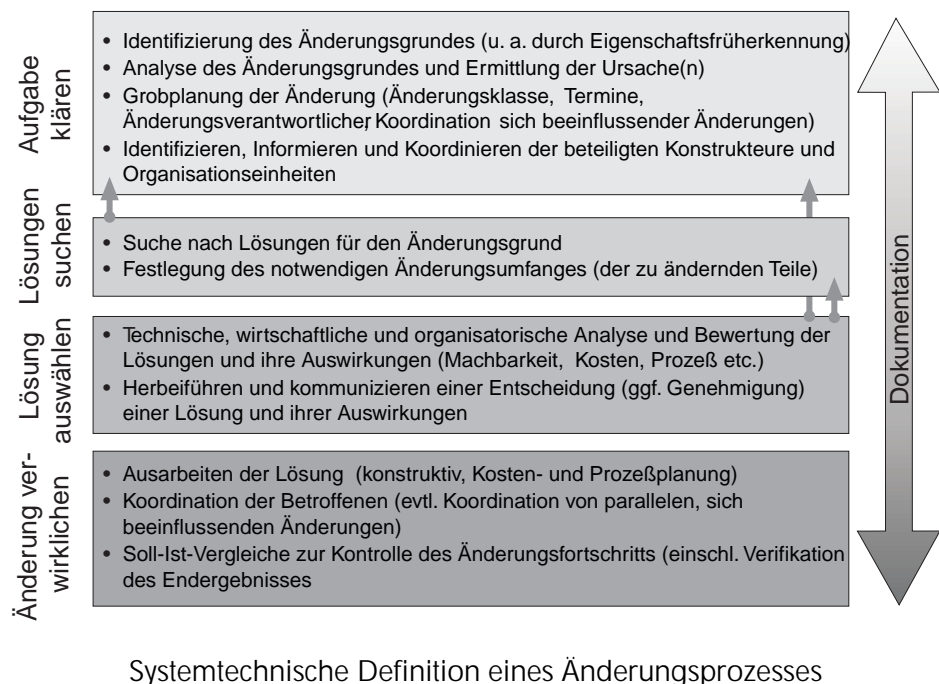 Aufgabe
klären
• Identifizierung des Änderungsgrundes (u. a. durch Eigenschaftsfrüherkennung)
• Analyse des Änderungsgrundes und Ermittlung der Ursache(n)
• Grobplanung der Änderung (Änderungsklasse, Termine,
Änderungsverantwortlicher, Koordination sich beeinflussender Änderungen)
• Identifizieren, Informieren und Koordinieren der beteiligten Konstrukteure und
Organisationseinheiten
Lösungen
suchen
• Suche nach Lösungen für den Änderungsgrund
• Festlegung des notwendigen Änderungsumfanges (der zu ändernden Teile)
Lösung
auswählen
• Technische, wirtschaftliche und organisatorische Analyse und Bewertung der
Lösungen und ihre Auswirkungen (Machbarkeit, Kosten, Prozeß etc.)
• Herbeiführen und kommunizieren einer Entscheidung (ggf. Genehmigung)
einer Lösung und ihrer Auswirkungen
Änderung ver-
wirklichen
• Ausarbeiten der Lösung (konstruktiv, Kosten- und Prozeßplanung)
• Koordination der Betroffenen (evtl. Koordination von parallelen, sich
beeinflussenden Änderungen)
• Soll-Ist-Vergleiche zur Kontrolle des Änderungsfortschritts (einschl. Verifikation
des Endergebnisses
Dokumentation
Systemtechnische Definition eines Änderungsprozesses